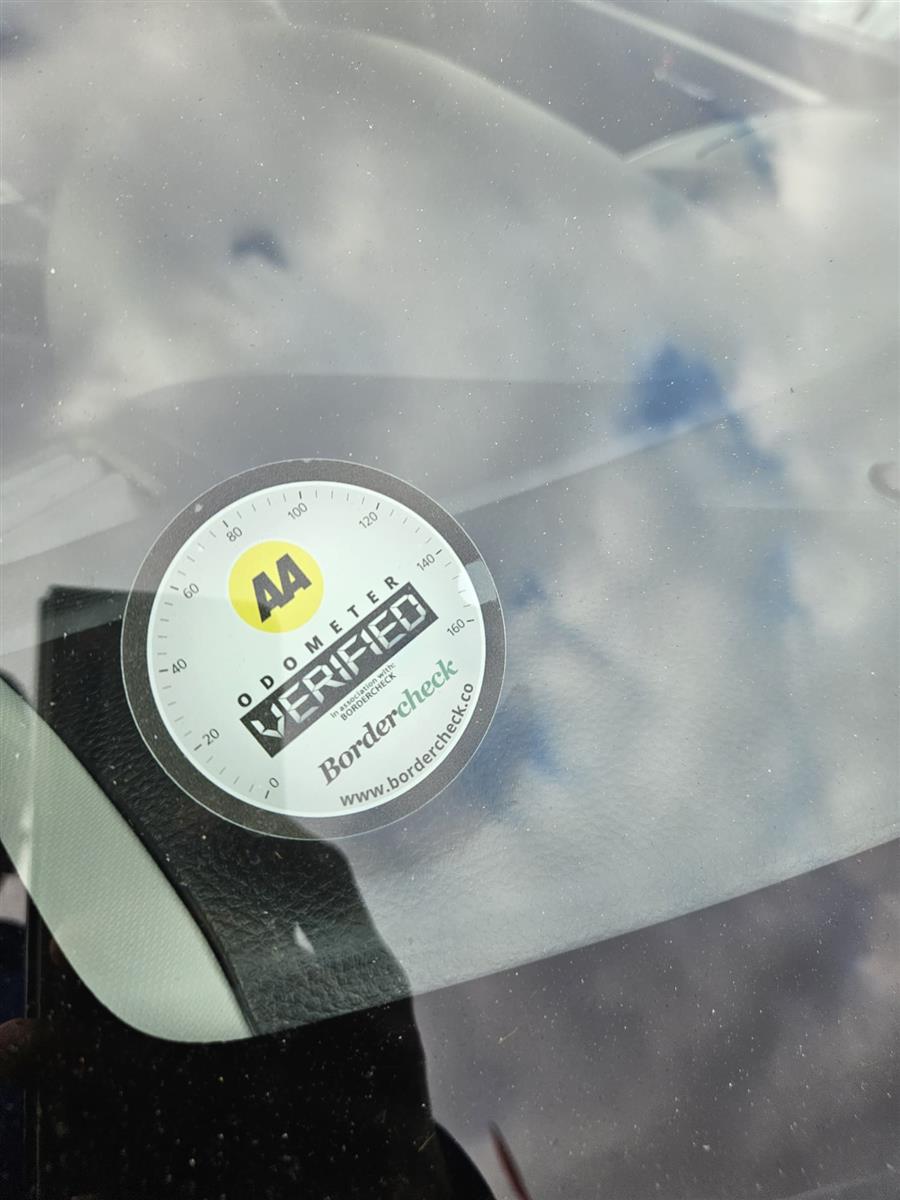 0
20
40
60
80
100
120
140
160
AA
ODOMETER
VERIFIED
in association with:
BORDERCHECK
Bordercheck
www.bordercheck.co